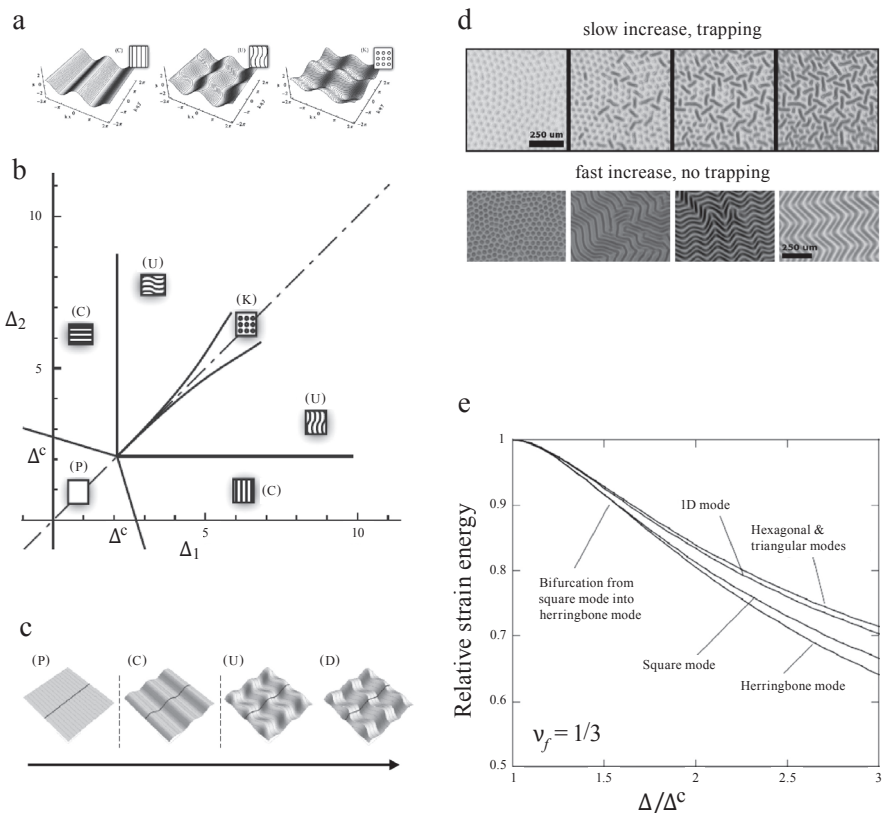 a
(C)
(U)
(K)
b
10
5
Δ₂
Δᶜ
(U)
(K)
(C)
(U)
(P)
(C)
Δᶜ
5
10
Δ₁
c
(P)
(C)
(U)
(D)
d
slow increase, trapping
250 um
fast increase, no trapping
250 um
e
Relative strain energy
1
0.9
0.8
0.7
0.6
0.5
1D mode
Hexagonal &
triangular modes
Bifurcation from
square mode into
herringbone mode
Square mode
Herringbone mode
ν_f = 1/3
1
1.5
2
2.5
3
Δ/Δᶜ